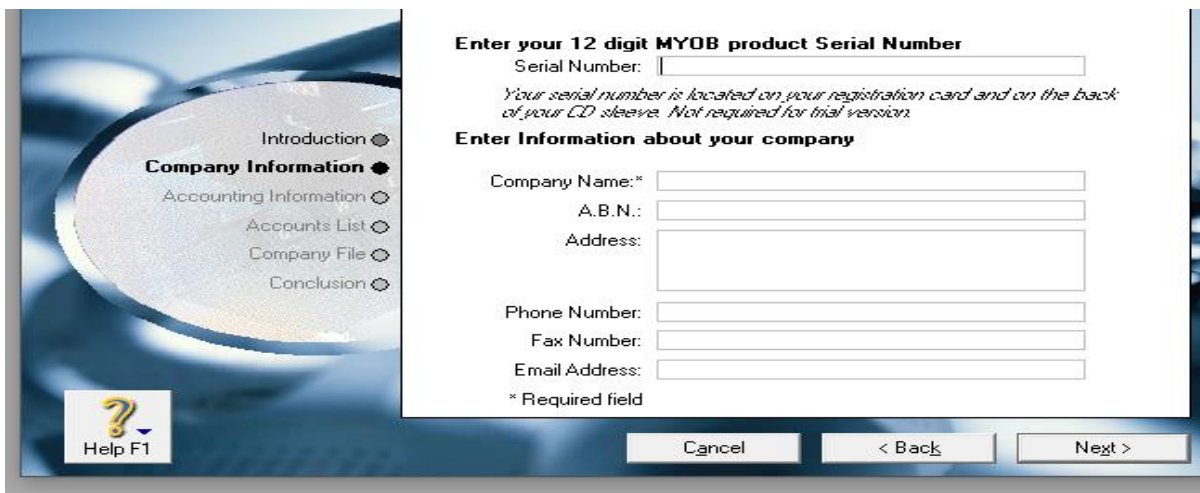 Enter your 12 digit MYOB product Serial Number
Serial Number:
Your serial number is located on your registration card and on the back
of your CD sleeve. Not required for trial version.
Introduction
Company Information
Accounting Information
Accounts List
Company File
Conclusion
Enter Information about your company
Company Name:*
A.B.N.:
Address:
Phone Number:
Fax Number:
Email Address:
* Required field
Help F1
Cancel
< Back
Next >